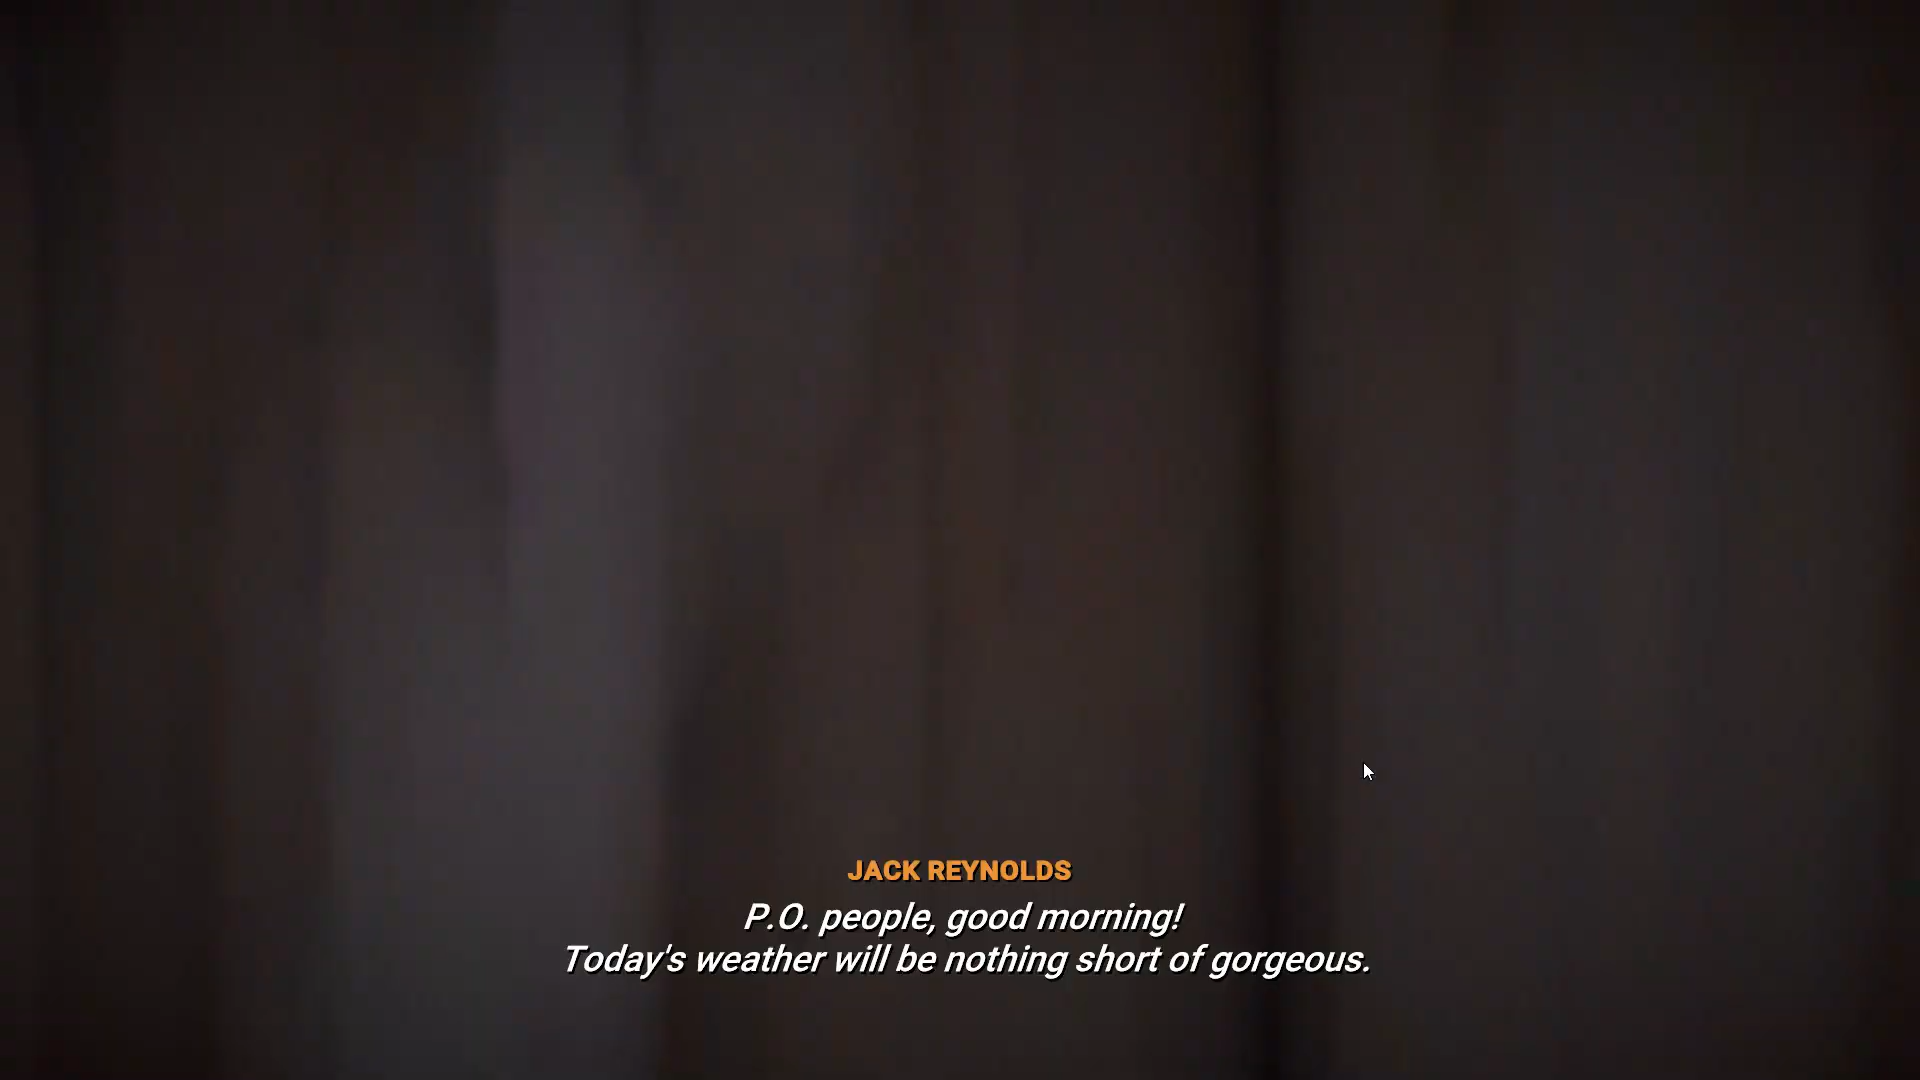 JACK REYNOLDS
P.O. people, good morning!
Today's weather will be nothing short of gorgeous.